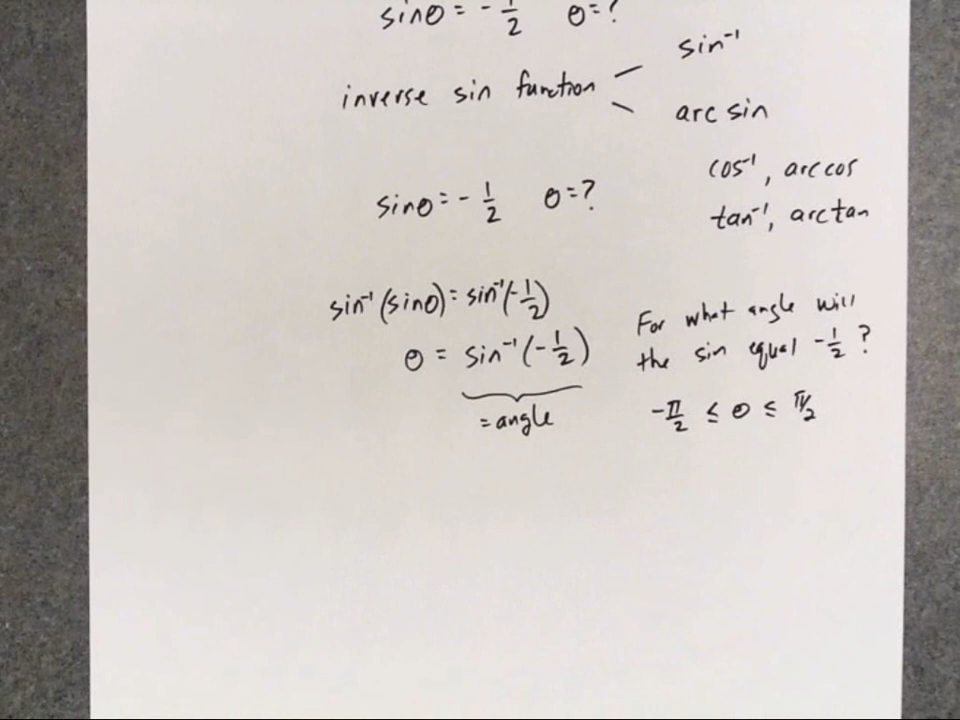 sinθ = - 1/2 θ=?
inverse sin function
sin⁻¹
arc sin
cos⁻¹, arccos
tan⁻¹, arctan
sinθ = - 1/2 θ=?
sin⁻¹(sinθ) = sin⁻¹(-1/2)
θ = sin⁻¹(-1/2)
= angle
For what angle will
the sin equal -1/2?
-π/2 ≤ θ ≤ π/2